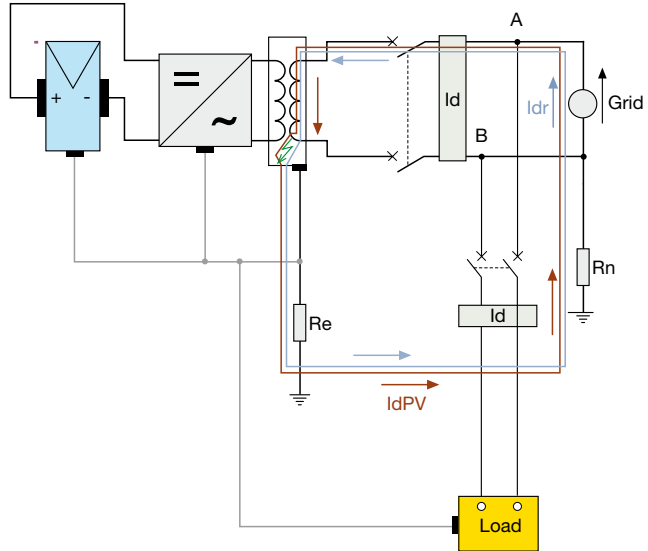 A
-
+ -
=
~
Id
Idr
Grid
B
Rn
Id
Re
IdPV
Load